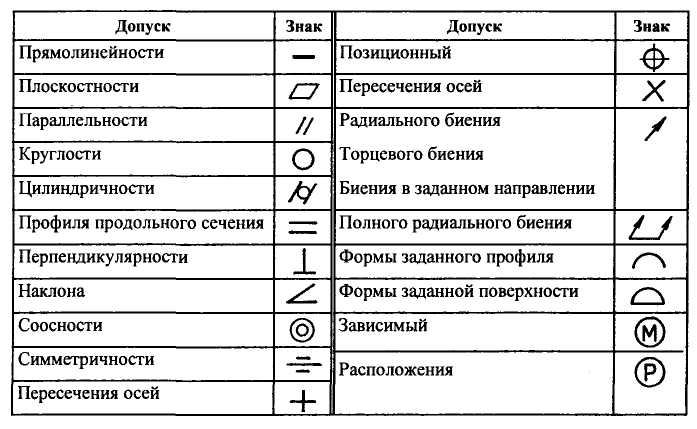 Допуск Знак
Прямолинейности
Плоскостности
Параллельности
Круглости
Цилиндричности
Профиля продольного сечения
Перпендикулярности
Наклона
Соосности
Симметричности
Пересечения осей
Допуск Знак
Позиционный
Пересечения осей
Радиального биения
Торцевого биения
Биения в заданном направлении
Полного радиального биения
Формы заданного профиля
Формы заданной поверхности
Зависимый M
Расположения P